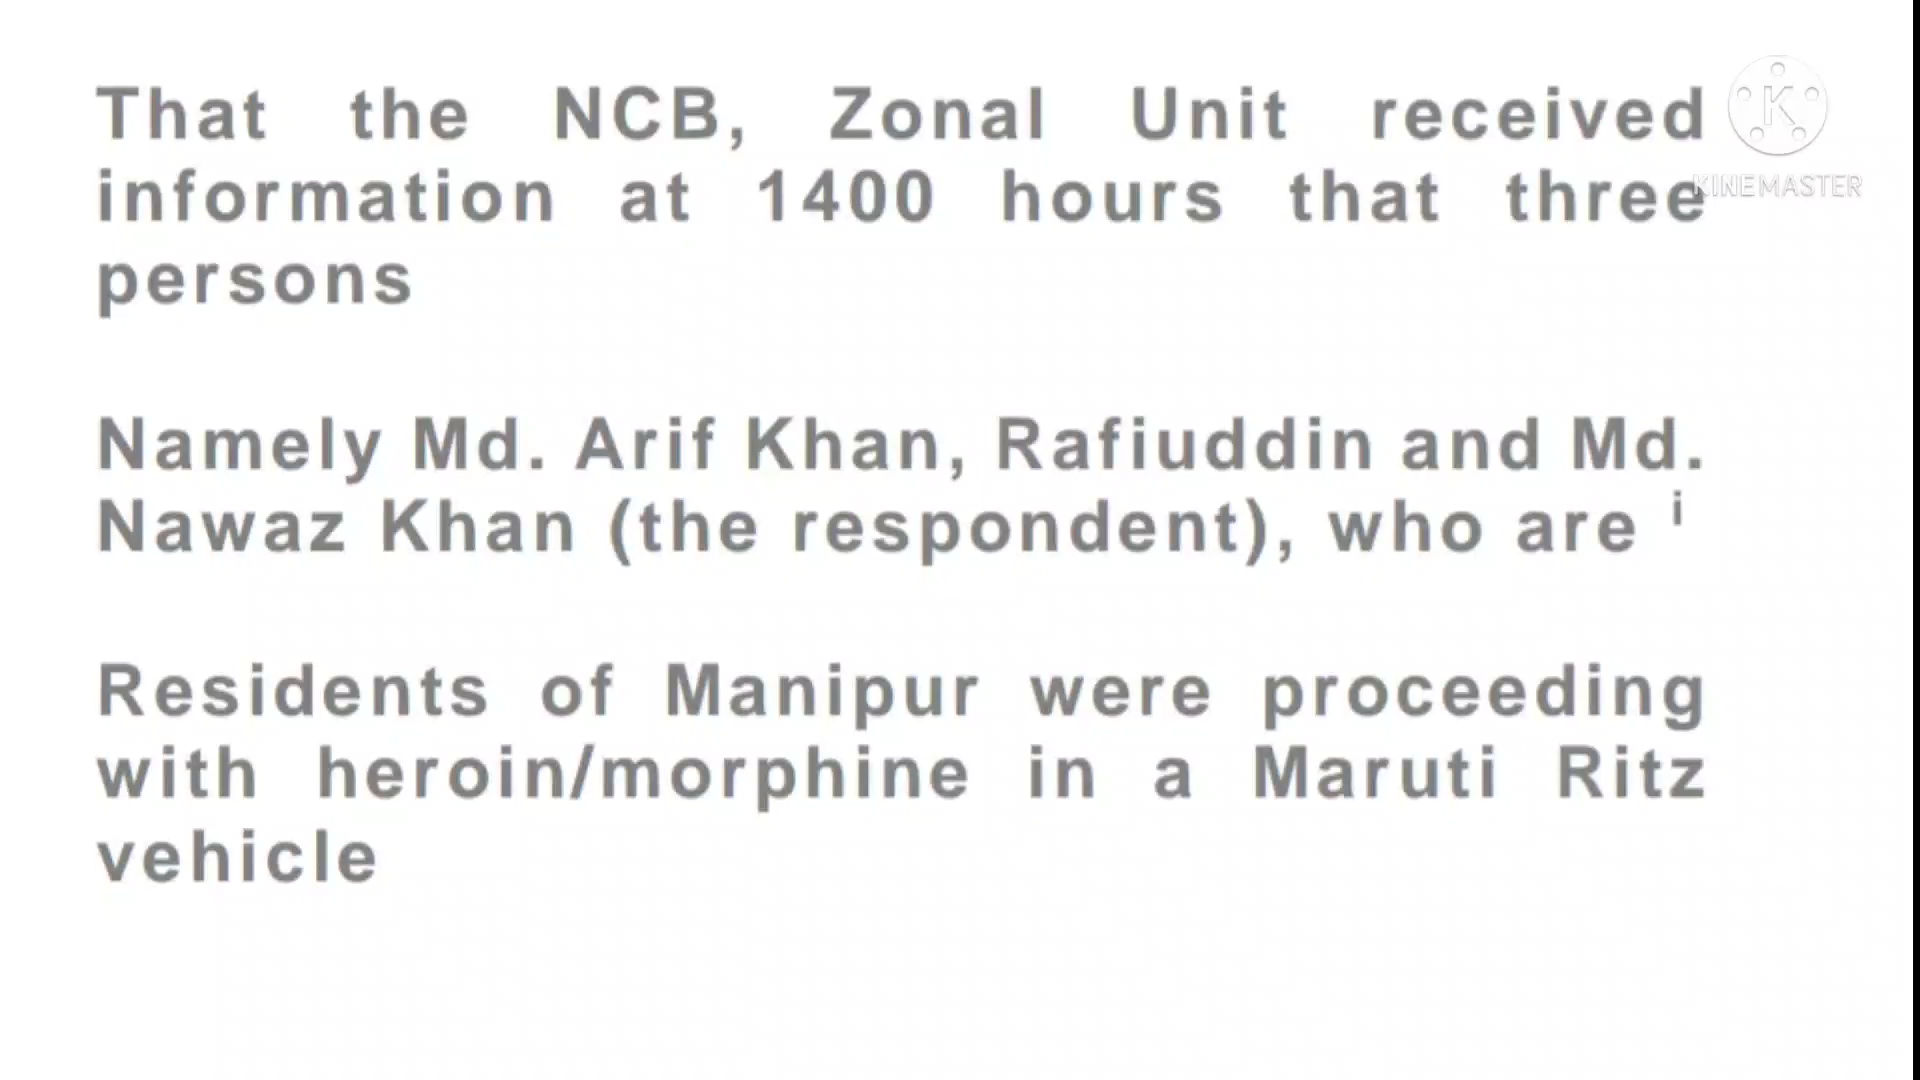 That the NCB, Zonal Unit received
information at 1400 hours that three
persons
Namely Md. Arif Khan, Rafiuddin and Md.
Nawaz Khan (the respondent), who are i
Residents of Manipur were proceeding
with heroin/morphine in a Maruti Ritz
vehicle
K
KINEMASTER